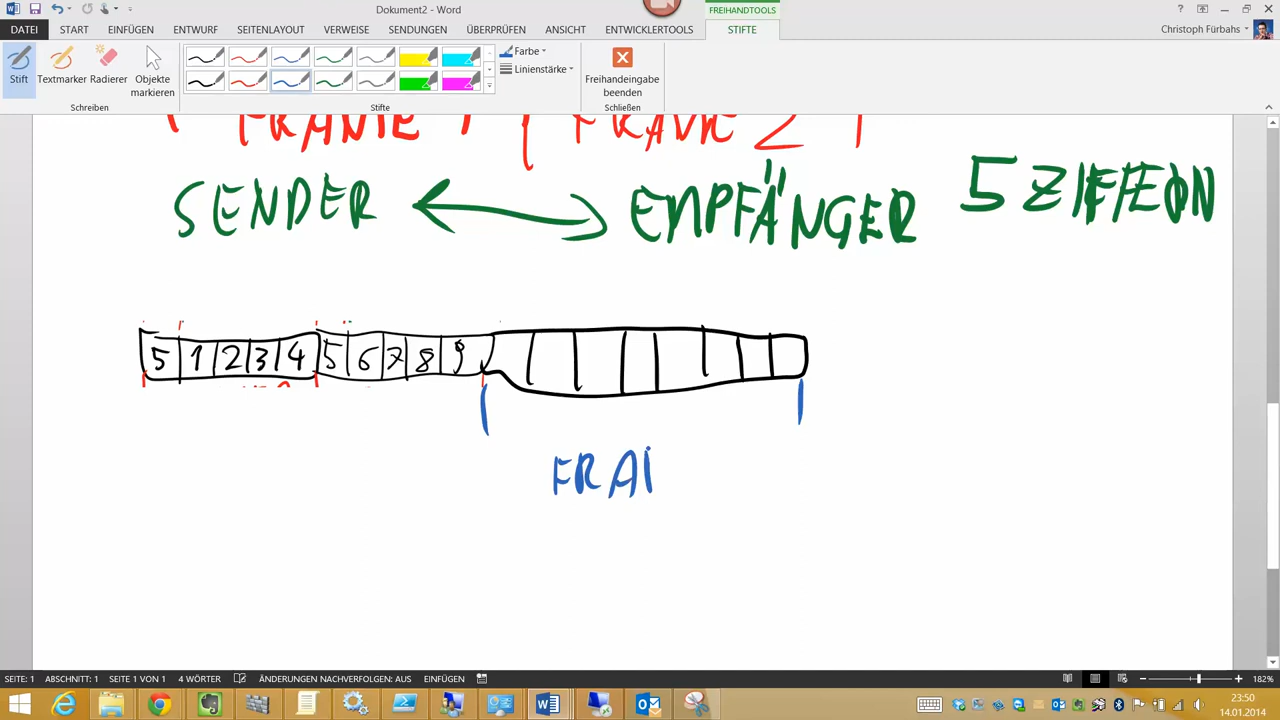 Dokument2 - Word
FREIHANDTOOLS
DATEI START EINFÜGEN ENTWURF SEITENLAYOUT VERWEISE SENDUNGEN ÜBERPRÜFEN ANSICHT ENTWICKLERTOOLS STIFTE
Christoph Fürbahs
Stift Textmarker Radierer Objekte markieren
Farbe
Linienstärke
Freihandeingabe beenden
Schreiben Stifte Schließen
FRAME 1 FRAME 2
SENDER EMPFÄNGER 5 ZIFFERN
5 1 2 3 4 5 6 7 8 9
FRA
SEITE: 1 ABSCHNITT: 1 SEITE 1 VON 1 4 WÖRTER ÄNDERUNGEN NACHVERFOLGEN: AUS EINFÜGEN 182%
23:50
14.01.2014